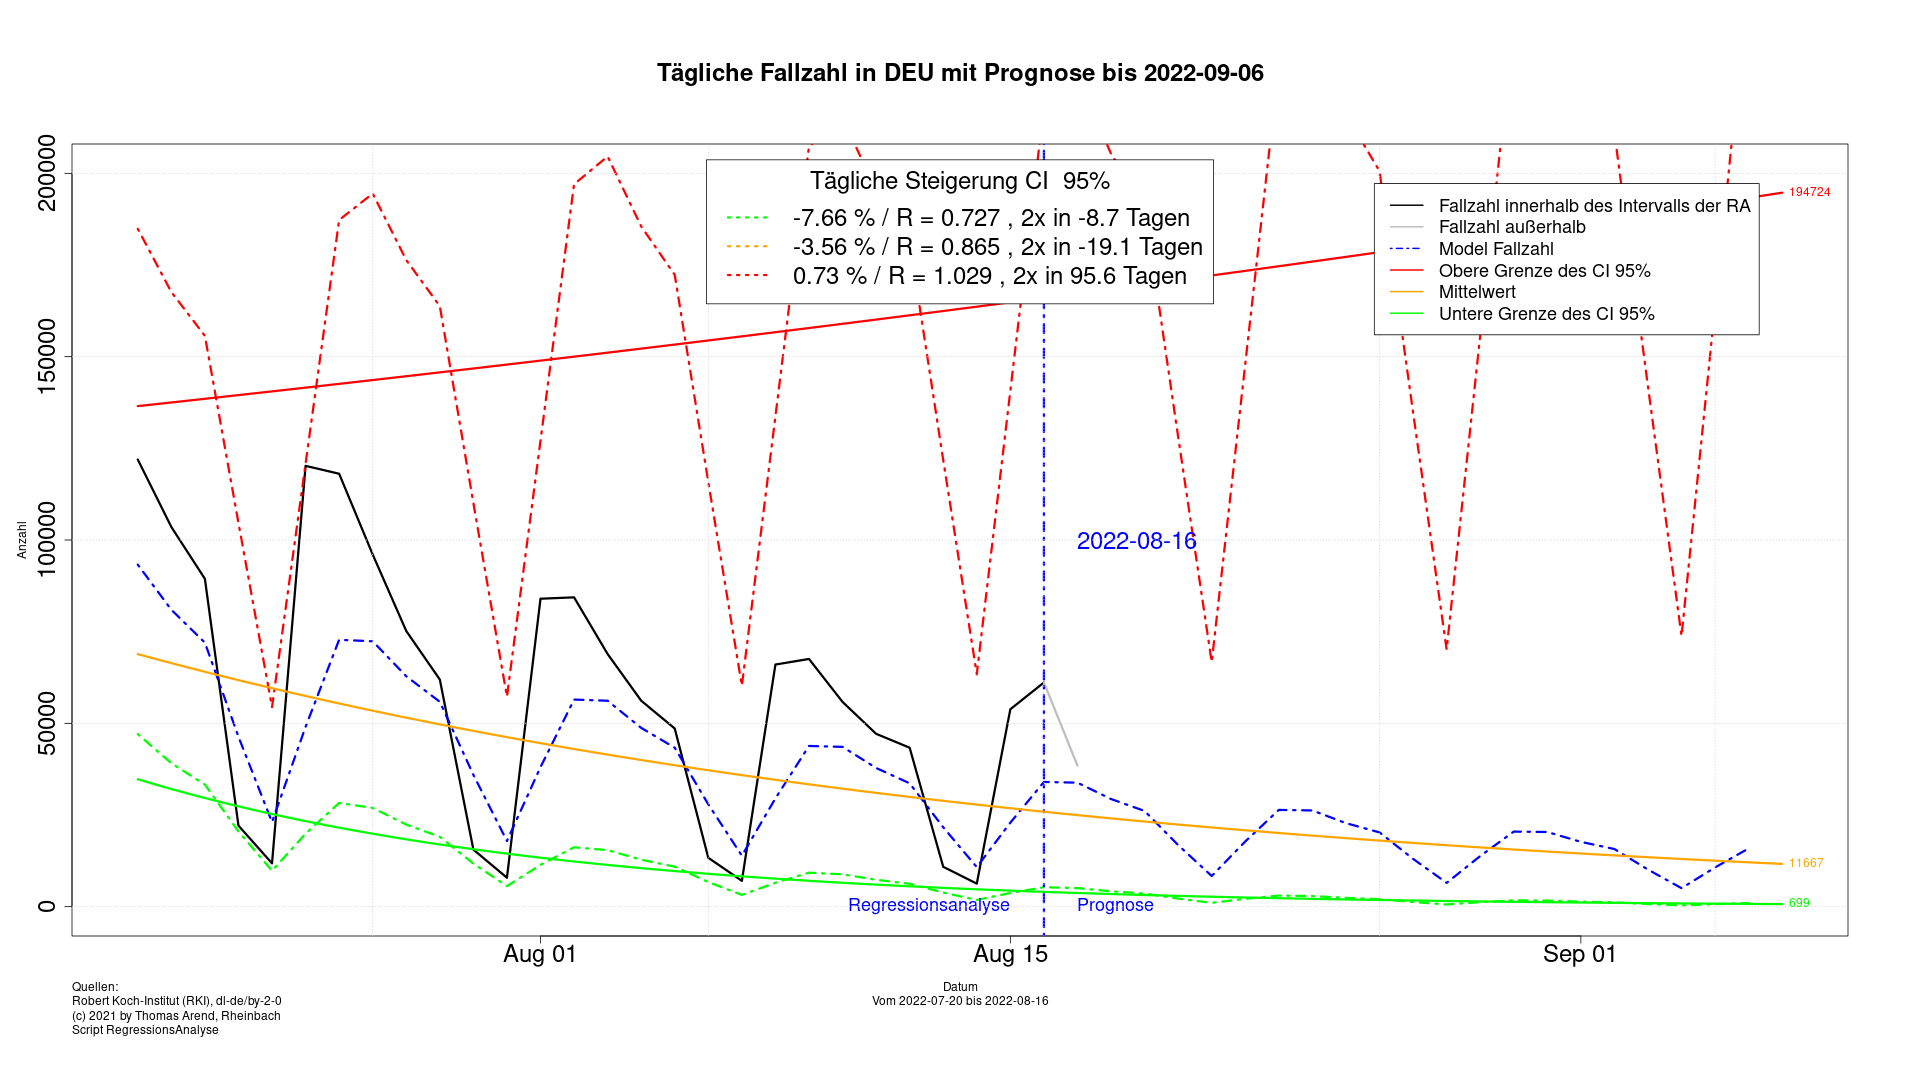 Tägliche Fallzahl in DEU mit Prognose bis 2022-09-06
Anzahl
200000
150000
100000
50000
0
Tägliche Steigerung CI  95%
-7.66 % / R = 0.727 , 2x in -8.7 Tagen
-3.56 % / R = 0.865 , 2x in -19.1 Tagen
0.73 % / R = 1.029 , 2x in 95.6 Tagen
Fallzahl innerhalb des Intervalls der RA
Fallzahl außerhalb
Model Fallzahl
Obere Grenze des CI 95%
Mittelwert
Untere Grenze des CI 95%
194724
2022-08-16
11667
699
Regressionsanalyse
Prognose
Aug 01
Aug 15
Sep 01
Datum
Vom 2022-07-20 bis 2022-08-16
Quellen:
Robert Koch-Institut (RKI), dl-de/by-2-0
(c) 2021 by Thomas Arend, Rheinbach
Script RegressionsAnalyse